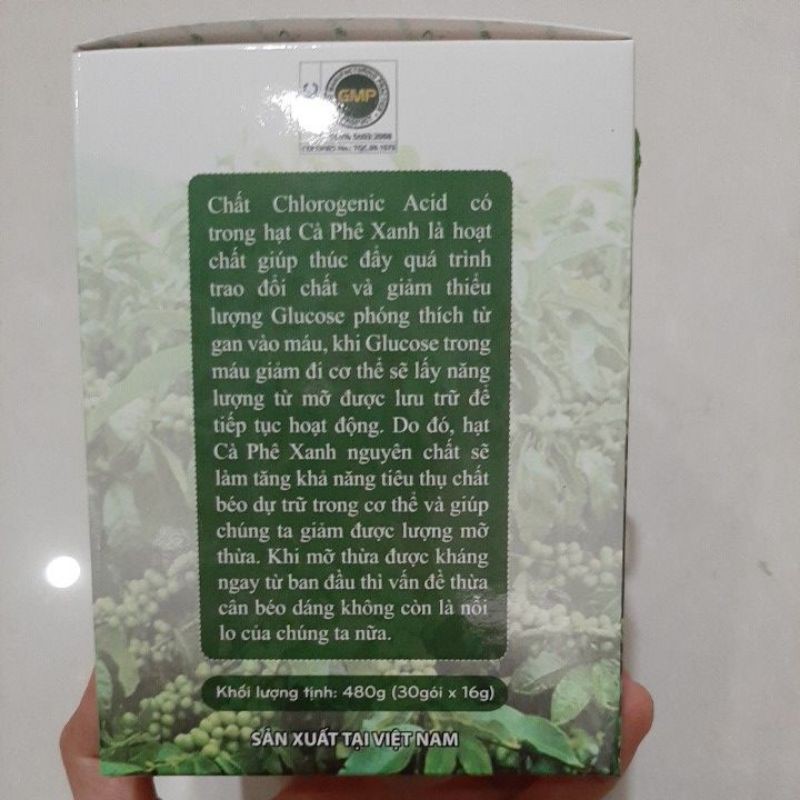 GMP
Chất Chlorogenic Acid có
trong hạt Cà Phê Xanh là hoạt
chất giúp thúc đẩy quá trình
trao đổi chất và giảm thiểu
lượng Glucose phóng thích từ
gan vào máu, khi Glucose trong
máu giảm đi cơ thể sẽ lấy năng
lượng từ mỡ được lưu trữ để
tiếp tục hoạt động. Do đó, hạt
Cà Phê Xanh nguyên chất sẽ
làm tăng khả năng tiêu thụ chất
béo dự trữ trong cơ thể và giúp
chúng ta giảm được lượng mỡ
thừa. Khi mỡ thừa được kháng
ngay từ ban đầu thì vấn đề thừa
cân béo dáng không còn là nỗi
lo của chúng ta nữa.
Khối lượng tịnh: 480g (30gói x 16g)
SẢN XUẤT TẠI VIỆT NAM